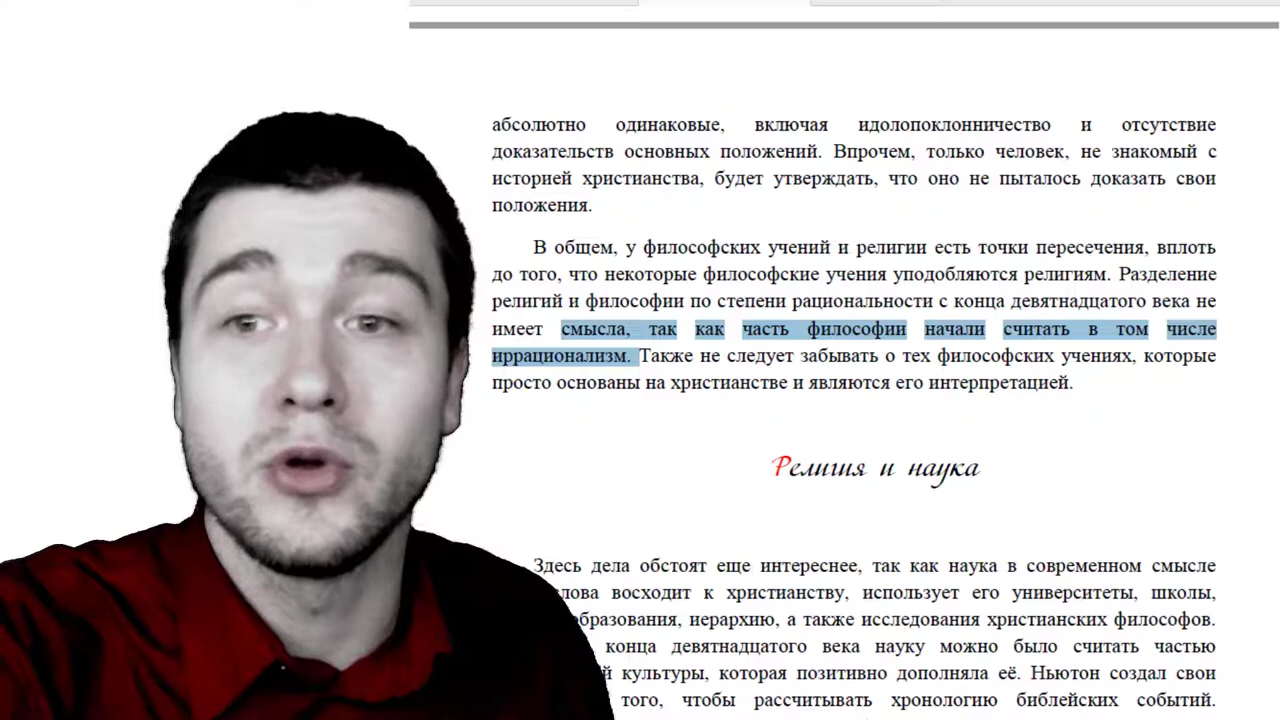 абсолютно одинаковые, включая идолопоклонничество и отсутствие
доказательств основных положений. Впрочем, только человек, не знакомый с
историей христианства, будет утверждать, что оно не пыталось доказать свои
положения.
В общем, у философских учений и религии есть точки пересечения, вплоть
до того, что некоторые философские учения уподобляются религиям. Разделение
религий и философии по степени рациональности с конца девятнадцатого века не
имеет смысла, так как часть философии начали считать в том числе
иррационализм. Также не следует забывать о тех философских учениях, которые
просто основаны на христианстве и являются его интерпретацией.
Религия и наука
Здесь дела обстоят еще интереснее, так как наука в современном смысле
слова восходит к христианству, использует его университеты, школы,
образования, иерархию, а также исследования христианских философов.
конца девятнадцатого века науку можно было считать частью
культуры, которая позитивно дополняла её. Ньютон создал свои
того, чтобы рассчитывать хронологию библейских событий.